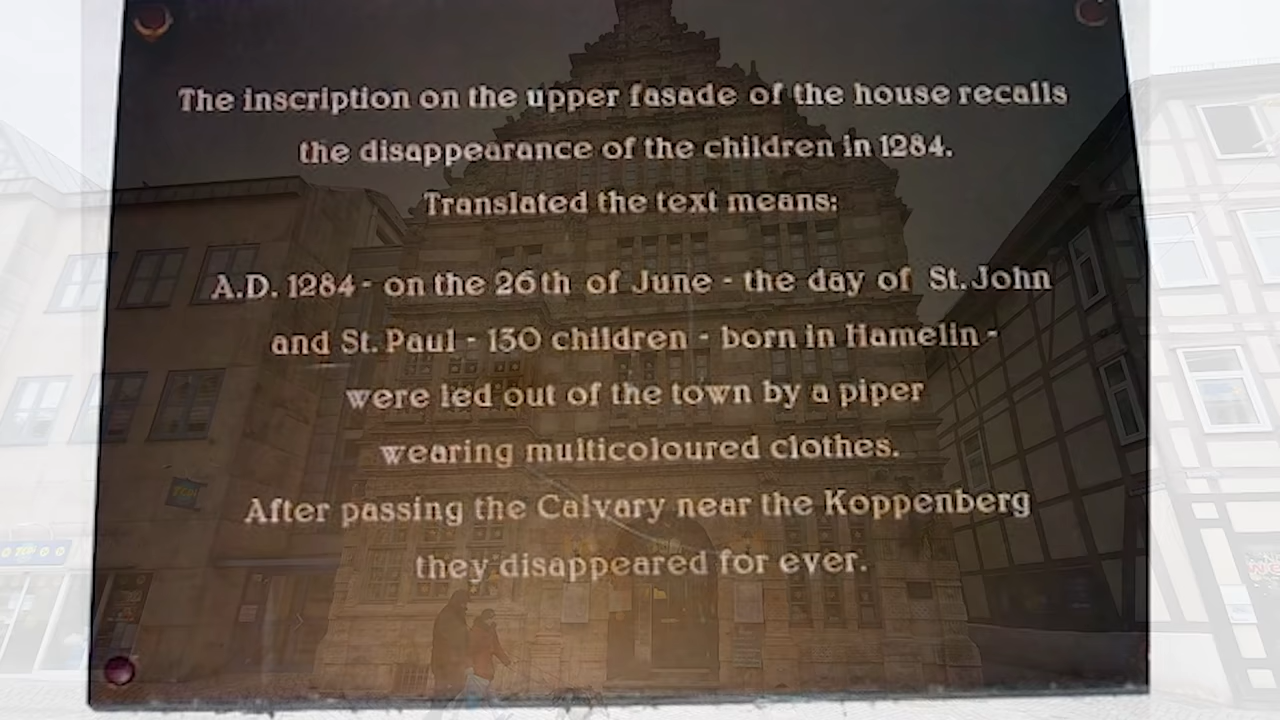 The inscription on the upper fasade of the house recalls
the disappearance of the children in 1284.
Translated the text means:
A.D. 1284 - on the 26th of June - the day of St. John
and St. Paul - 130 children - born in Hamelin -
were led out of the town by a piper
wearing multicoloured clothes.
After passing the Calvary near the Koppenberg
they disappeared for ever.
TEDi